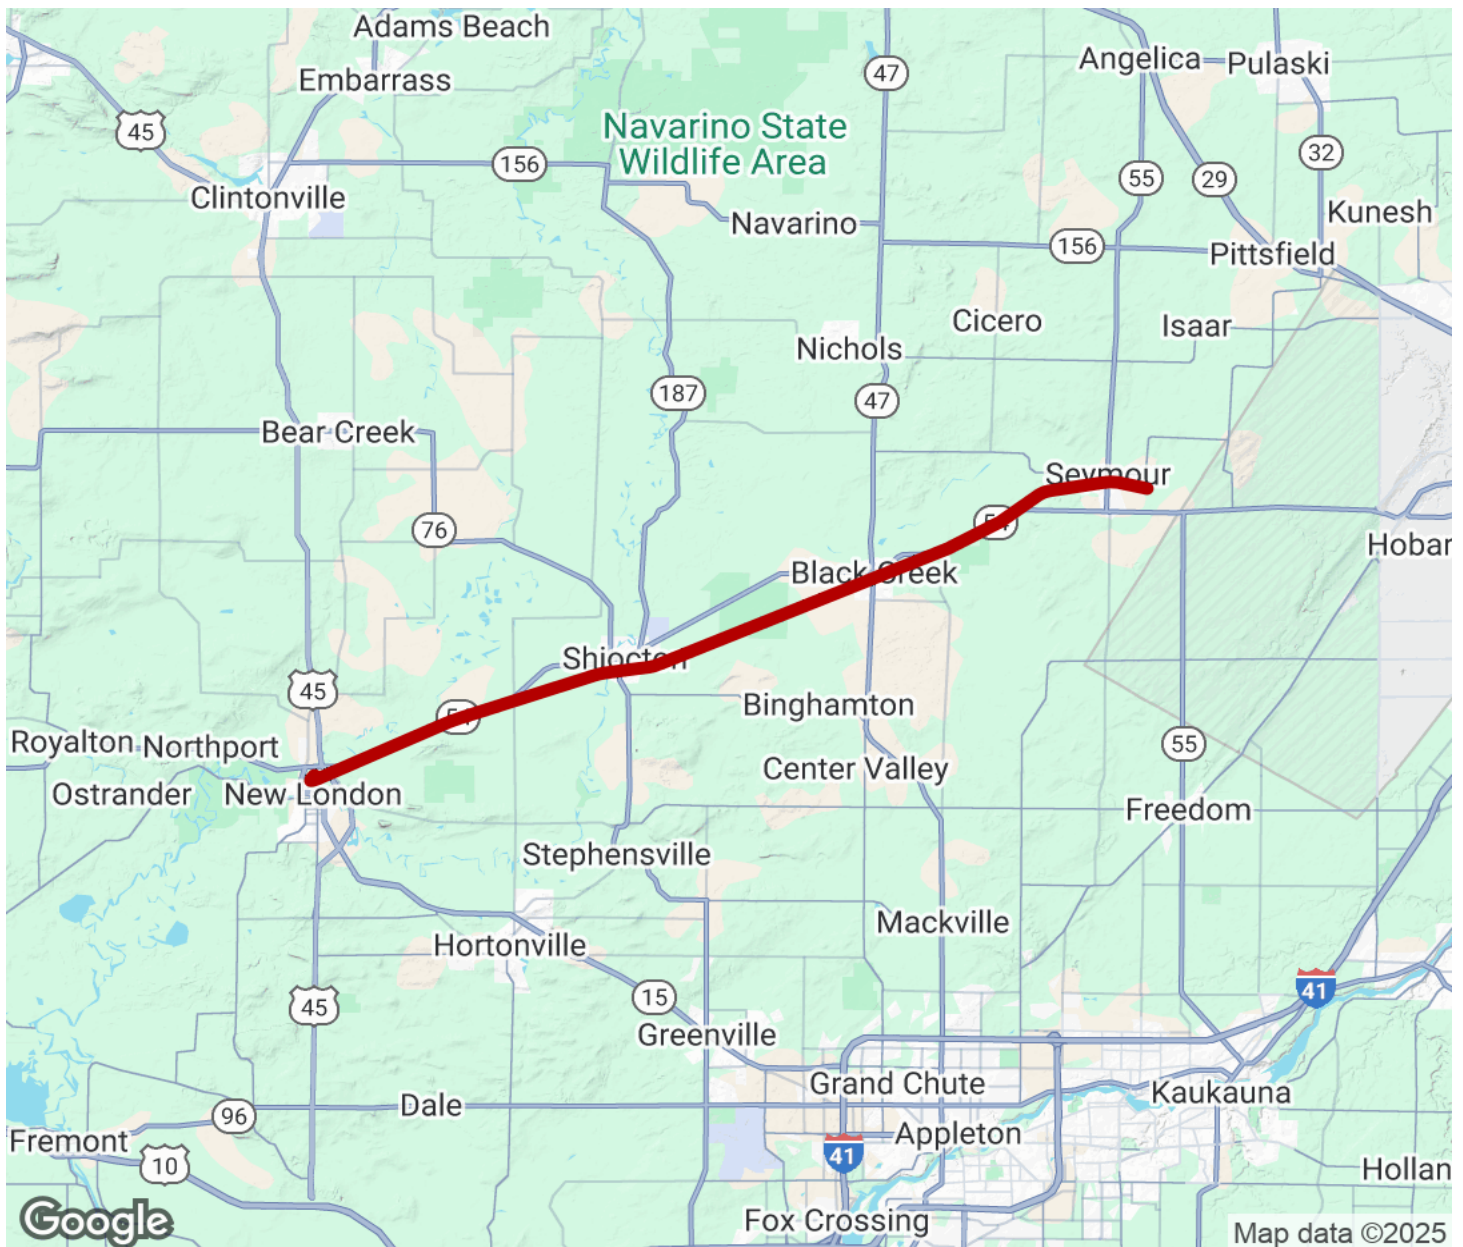 Adams Beach
Embarrass
Angelica
Pulaski
47
45
Navarino State
Wildlife Area
156
32
55
29
Clintonville
Navarino
Kunesh
156
Pittsfield
Cicero
Isaar
Nichols
187
47
Bear Creek
Seymour
76
54
Hobar
Black Creek
Shiocton
45
54
Binghamton
Royalton
Northport
55
Center Valley
Ostrander
New London
Freedom
Stephensville
Mackville
Hortonville
41
15
45
Greenville
Grand Chute
Kaukauna
Dale
96
Appleton
Fremont
41
10
Hollan
Google
Fox Crossing
Map data ©2025